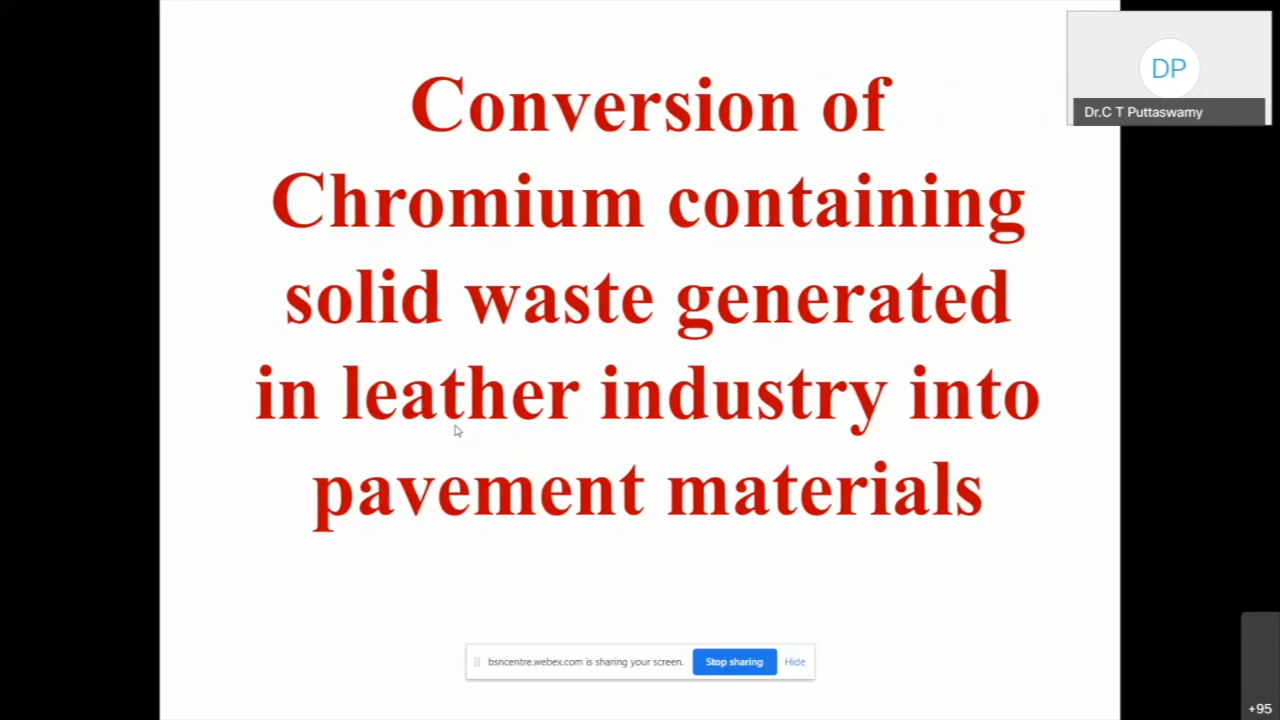 Conversion of
Chromium containing
solid waste generated
in leather industry into
pavement materials
DP
Dr.C T Puttaswamy
bsncentre.webex.com is sharing your screen.
Stop sharing
Hide
+95